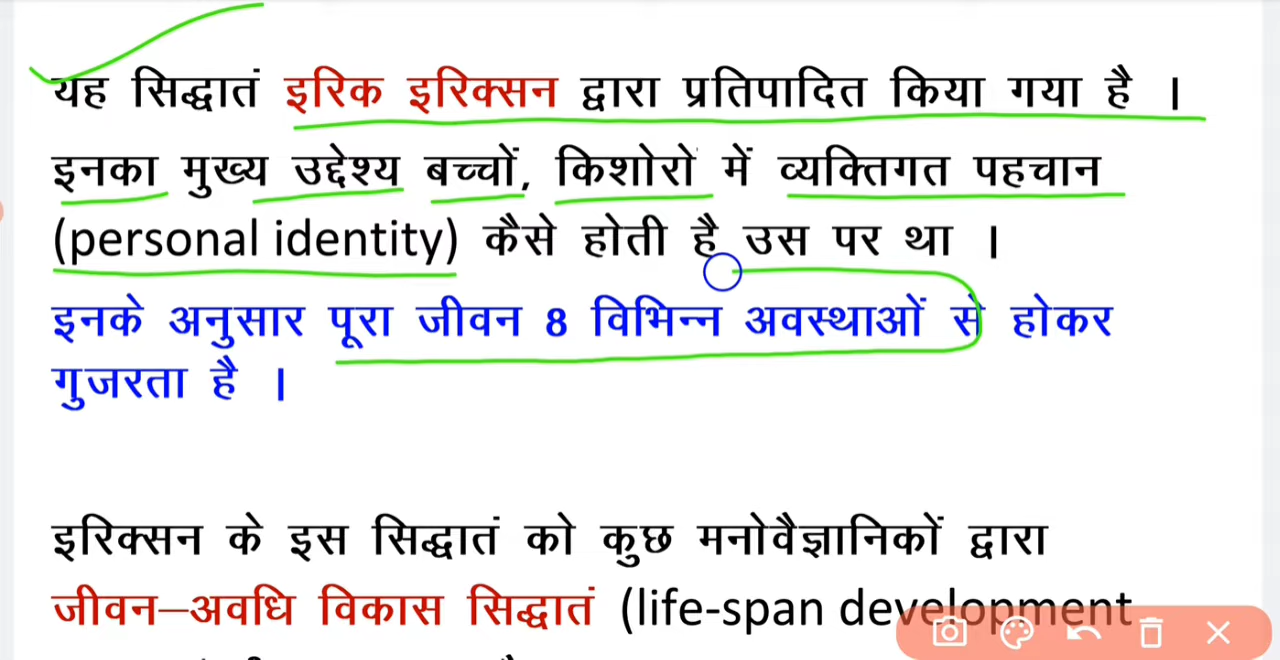 यह सिद्धातं इरिक इरिक्सन द्वारा प्रतिपादित किया गया है ।
इनका मुख्य उद्देश्य बच्चों, किशोरों में व्यक्तिगत पहचान
(personal identity) कैसे होती है उस पर था ।
इनके अनुसार पूरा जीवन 8 विभिन्न अवस्थाओं से होकर
गुजरता है ।
इरिक्सन के इस सिद्धातं को कुछ मनोवैज्ञानिकों द्वारा
जीवन–अवधि विकास सिद्धातं (life-span development